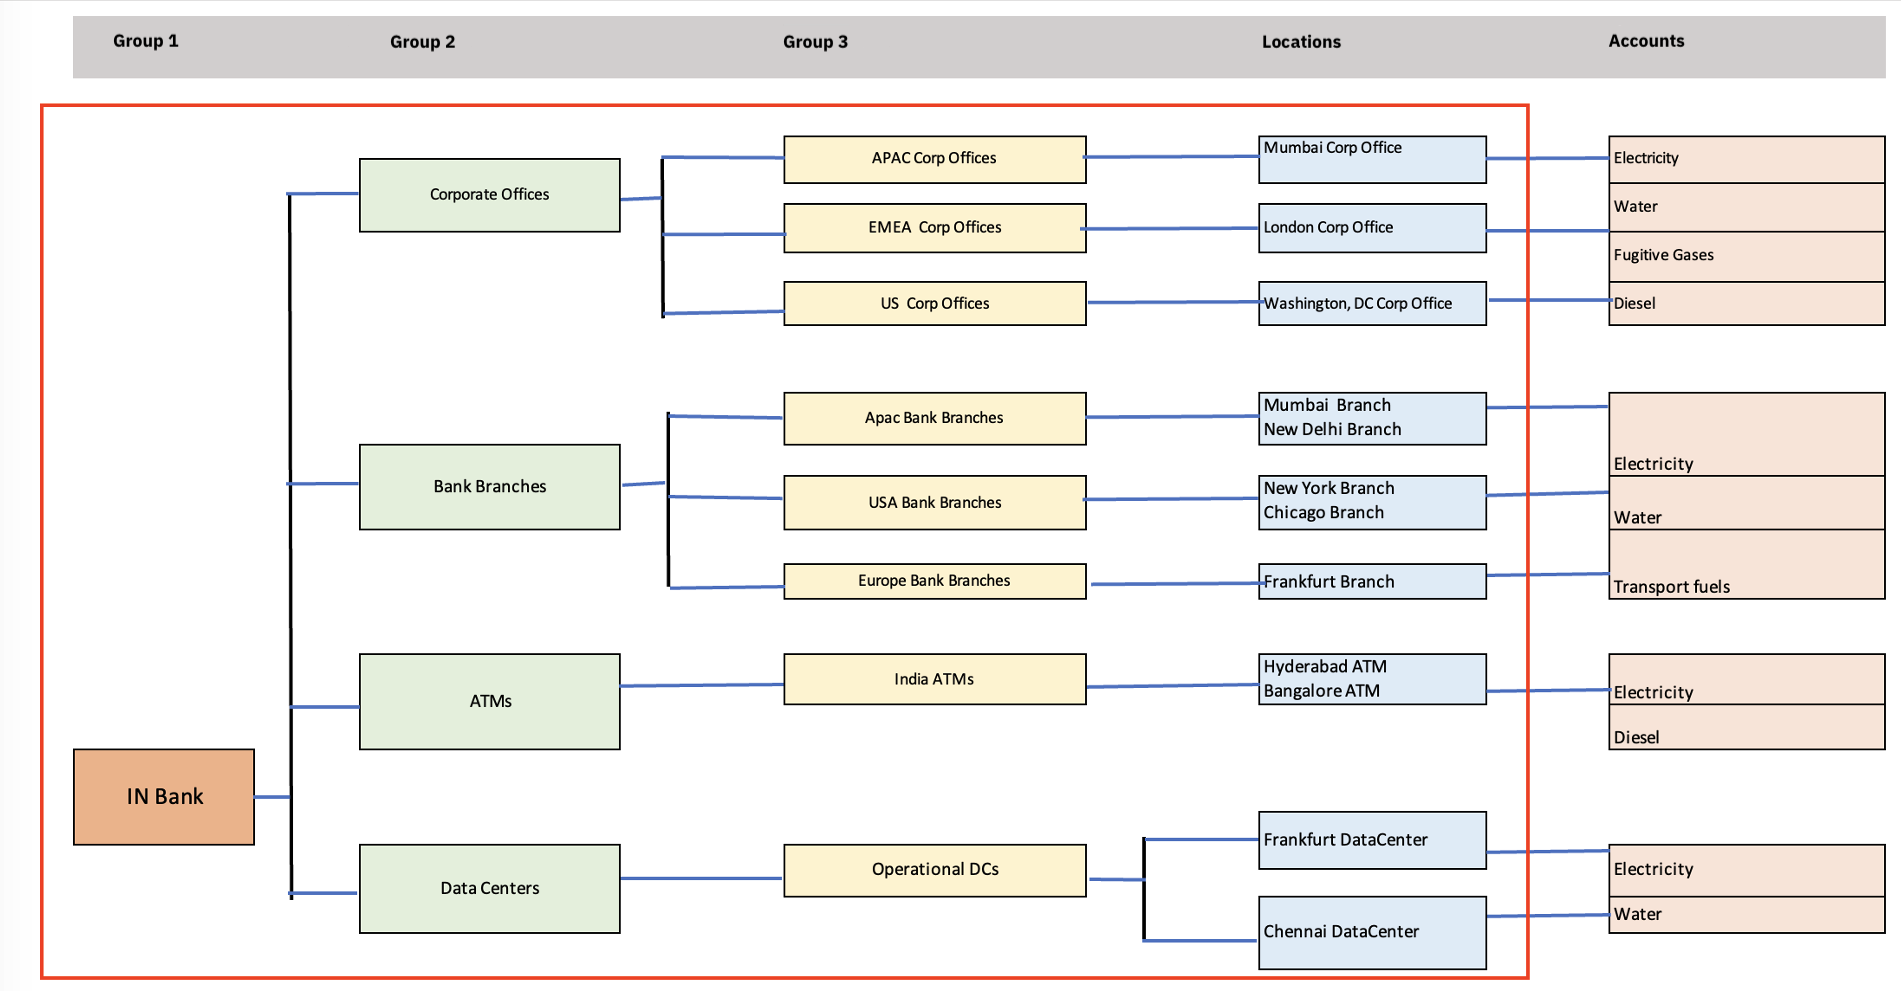 Group 1
Group 2
Group 3
Locations
Accounts
IN Bank
Corporate Offices
APAC Corp Offices
Mumbai Corp Office
EMEA Corp Offices
London Corp Office
US Corp Offices
Washington, DC Corp Office
Electricity
Water
Fugitive Gases
Diesel
Bank Branches
Apac Bank Branches
Mumbai Branch
New Delhi Branch
USA Bank Branches
New York Branch
Chicago Branch
Europe Bank Branches
Frankfurt Branch
Electricity
Water
Transport fuels
ATMs
India ATMs
Hyderabad ATM
Bangalore ATM
Electricity
Diesel
Data Centers
Operational DCs
Frankfurt DataCenter
Chennai DataCenter
Electricity
Water